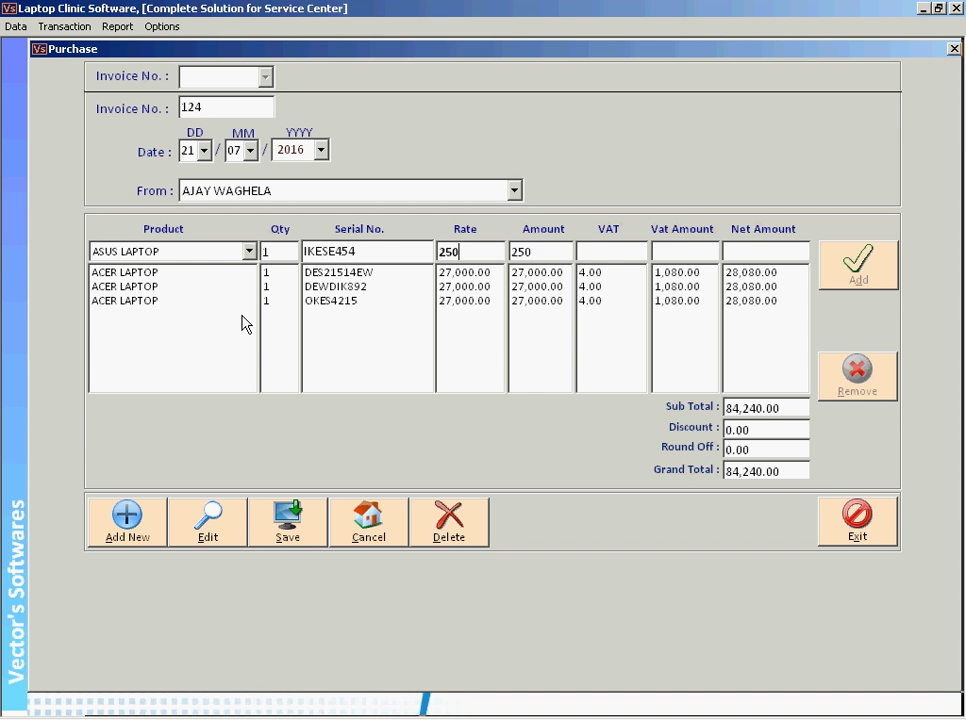 Vs Laptop Clinic Software, [Complete Solution for Service Center]
Data Transaction Report Options
Vs Purchase
Invoice No. :
Invoice No. : 124
DD MM YYYY
Date : 21 / 07 / 2016
From : AJAY WAGHELA
Product Qty Serial No. Rate Amount VAT Vat Amount Net Amount
ASUS LAPTOP 1 IKESE454 250 250
ACER LAPTOP 1 DES21514EW 27,000.00 27,000.00 4.00 1,080.00 28,080.00
ACER LAPTOP 1 DEWDIK892 27,000.00 27,000.00 4.00 1,080.00 28,080.00
ACER LAPTOP 1 OKES4215 27,000.00 27,000.00 4.00 1,080.00 28,080.00
Add
Remove
Sub Total : 84,240.00
Discount : 0.00
Round Off : 0.00
Grand Total : 84,240.00
Add New Edit Save Cancel Delete Exit
Vector's Softwares